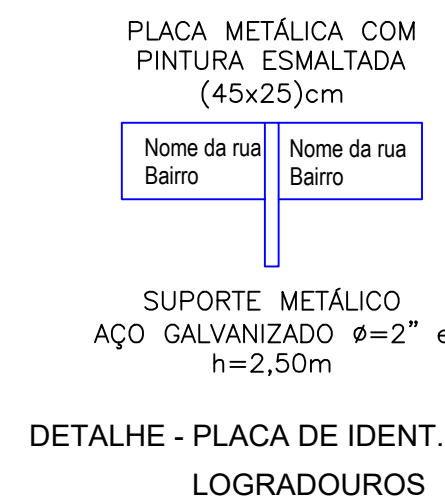 PLACA METÁLICA COM
PINTURA ESMALTADA
(45x25)cm
Nome da rua
Bairro
Nome da rua
Bairro
SUPORTE METÁLICO
AÇO GALVANIZADO ø=2” e
h=2,50m
DETALHE - PLACA DE IDENT.
LOGRADOUROS